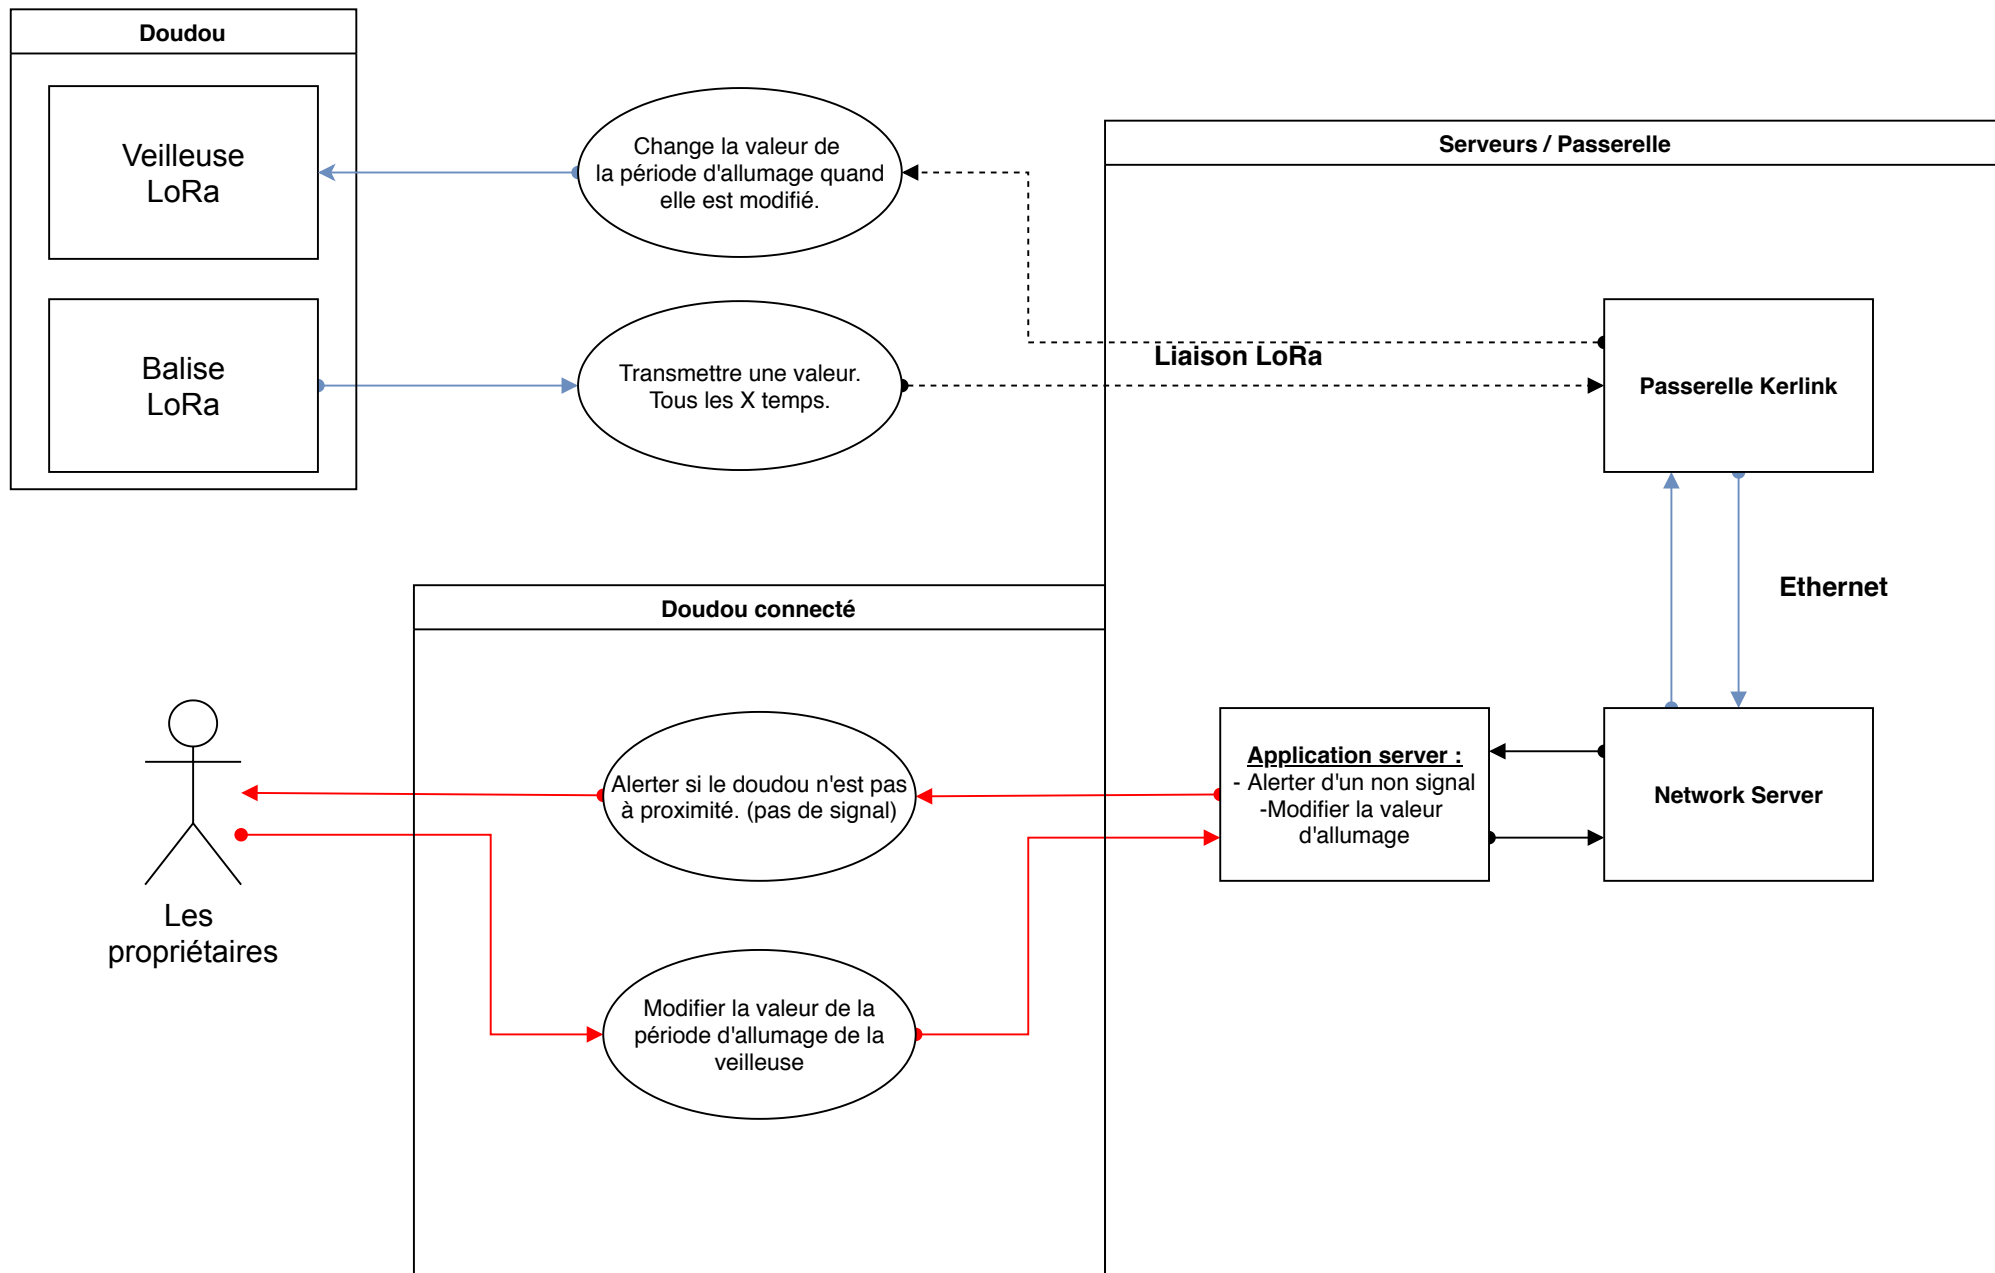 Doudou
Veilleuse
LoRa
Change la valeur de
la période d'allumage quand
elle est modifié.
Serveurs / Passerelle
Balise
LoRa
Transmettre une valeur.
Tous les X temps.
Liaison LoRa
Passerelle Kerlink
Ethernet
Doudou connecté
Alerter si le doudou n'est pas
à proximité. (pas de signal)
Application server :
- Alerter d'un non signal
-Modifier la valeur
d'allumage
Network Server
Les
propriétaires
Modifier la valeur de la
période d'allumage de la
veilleuse